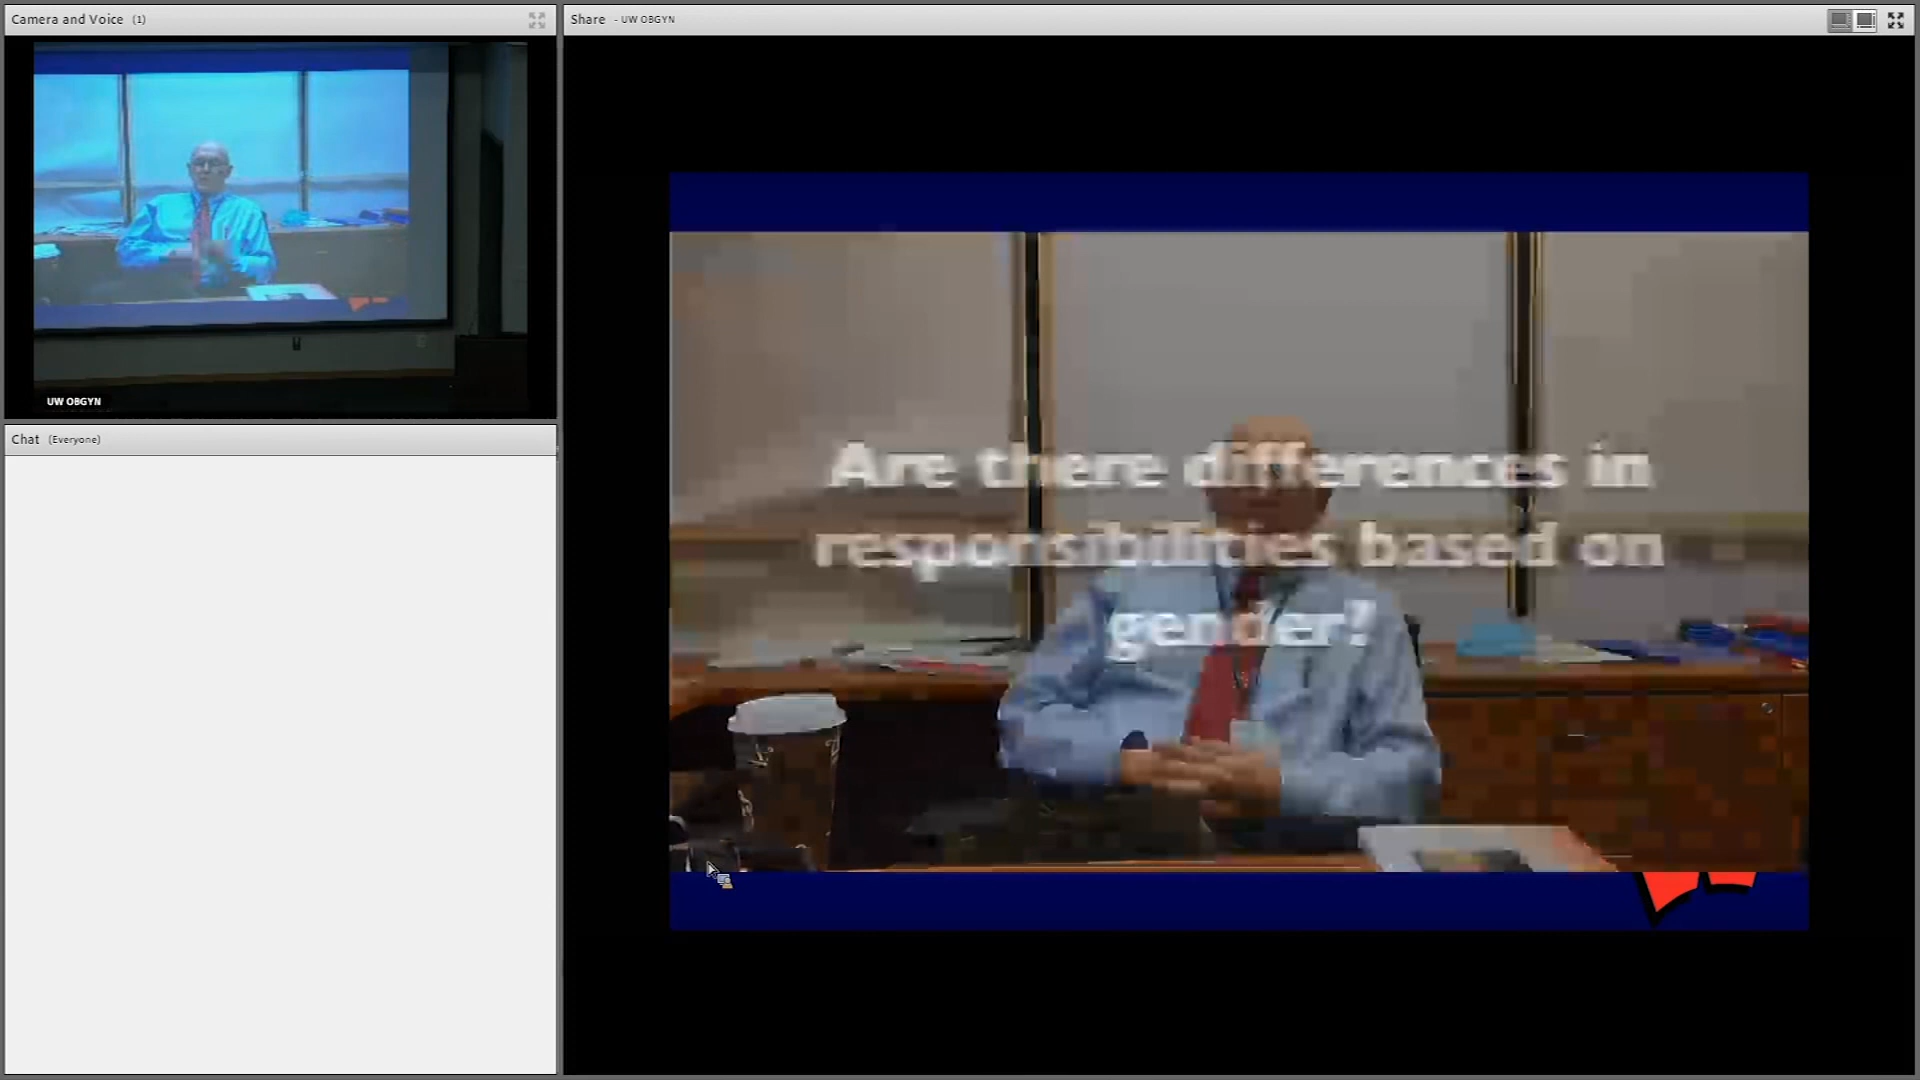 Camera and Voice (1)
UW OBGYN
Chat (Everyone)
Share - UW OBGYN
Are there differences in
responsibilities based on
gender?